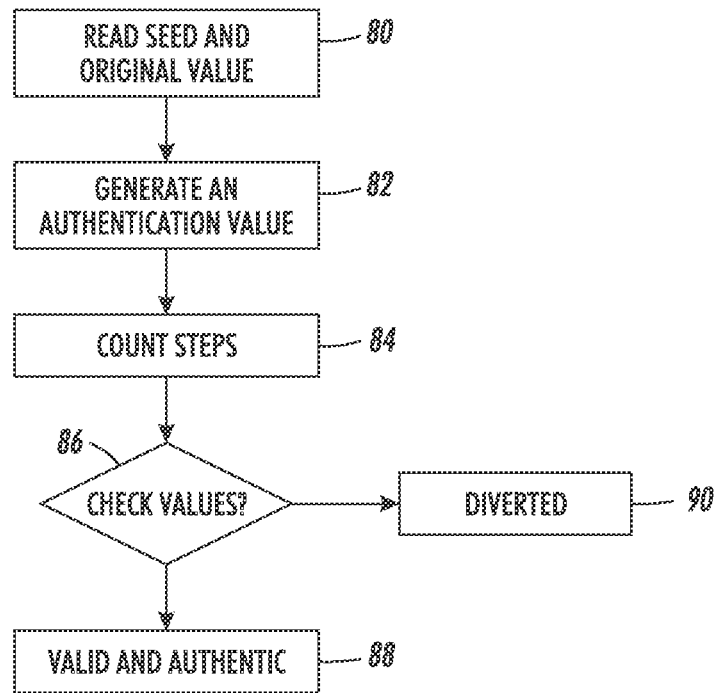 READ SEED AND
ORIGINAL VALUE
80
GENERATE AN
AUTHENTICATION VALUE
82
COUNT STEPS
84
86
CHECK VALUES?
DIVERTED
90
VALID AND AUTHENTIC
88